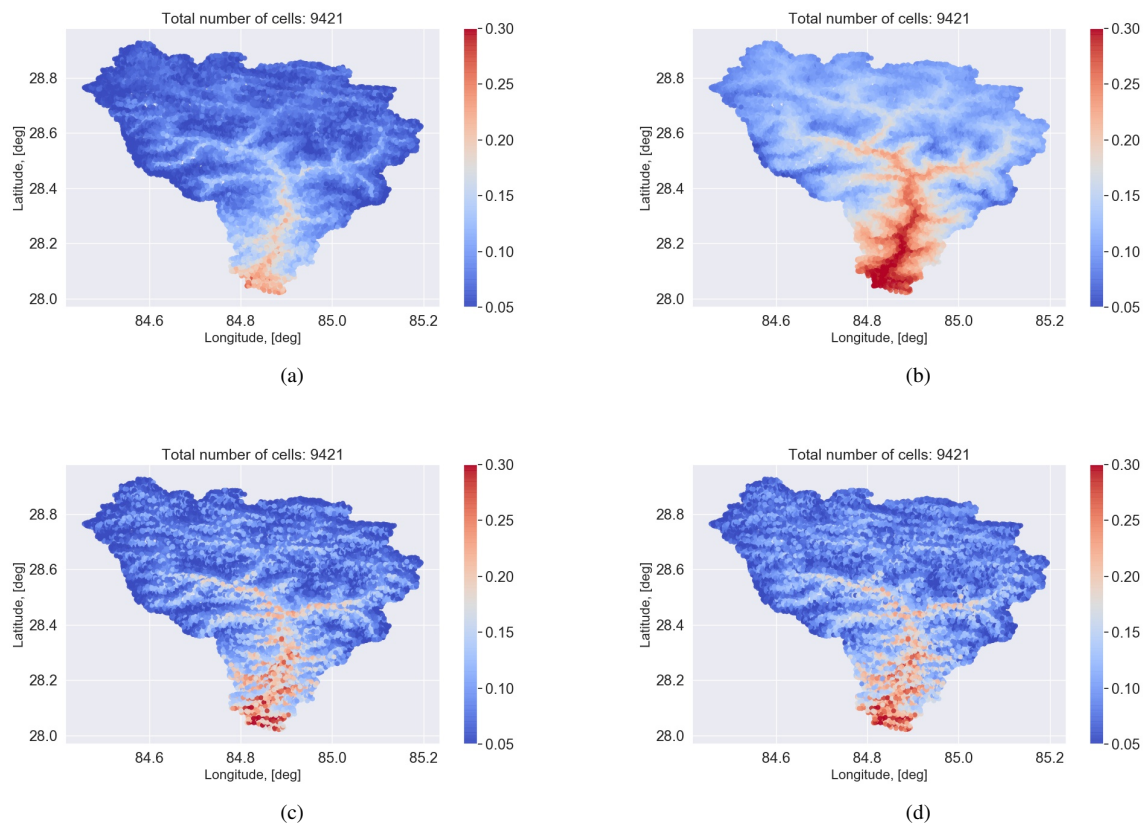 Total number of cells: 9421
Total number of cells: 9421
0.30
0.30
28.8
28.8
0.25
0.25
28.6
28.6
0.20
0.20
Latitude, [deg]
Latitude, [deg]
28.4
28.4
0.15
0.15
28.2
28.2
0.10
0.10
28.0
28.0
0.05
0.05
84.6 84.8 85.0 85.2
84.6 84.8 85.0 85.2
Longitude, [deg]
Longitude, [deg]
(a)
(b)
Total number of cells: 9421
Total number of cells: 9421
0.30
0.30
28.8
28.8
0.25
0.25
28.6
28.6
0.20
0.20
Latitude, [deg]
Latitude, [deg]
28.4
28.4
0.15
0.15
28.2
28.2
0.10
0.10
28.0
28.0
0.05
0.05
84.6 84.8 85.0 85.2
84.6 84.8 85.0 85.2
Longitude, [deg]
Longitude, [deg]
(c)
(d)